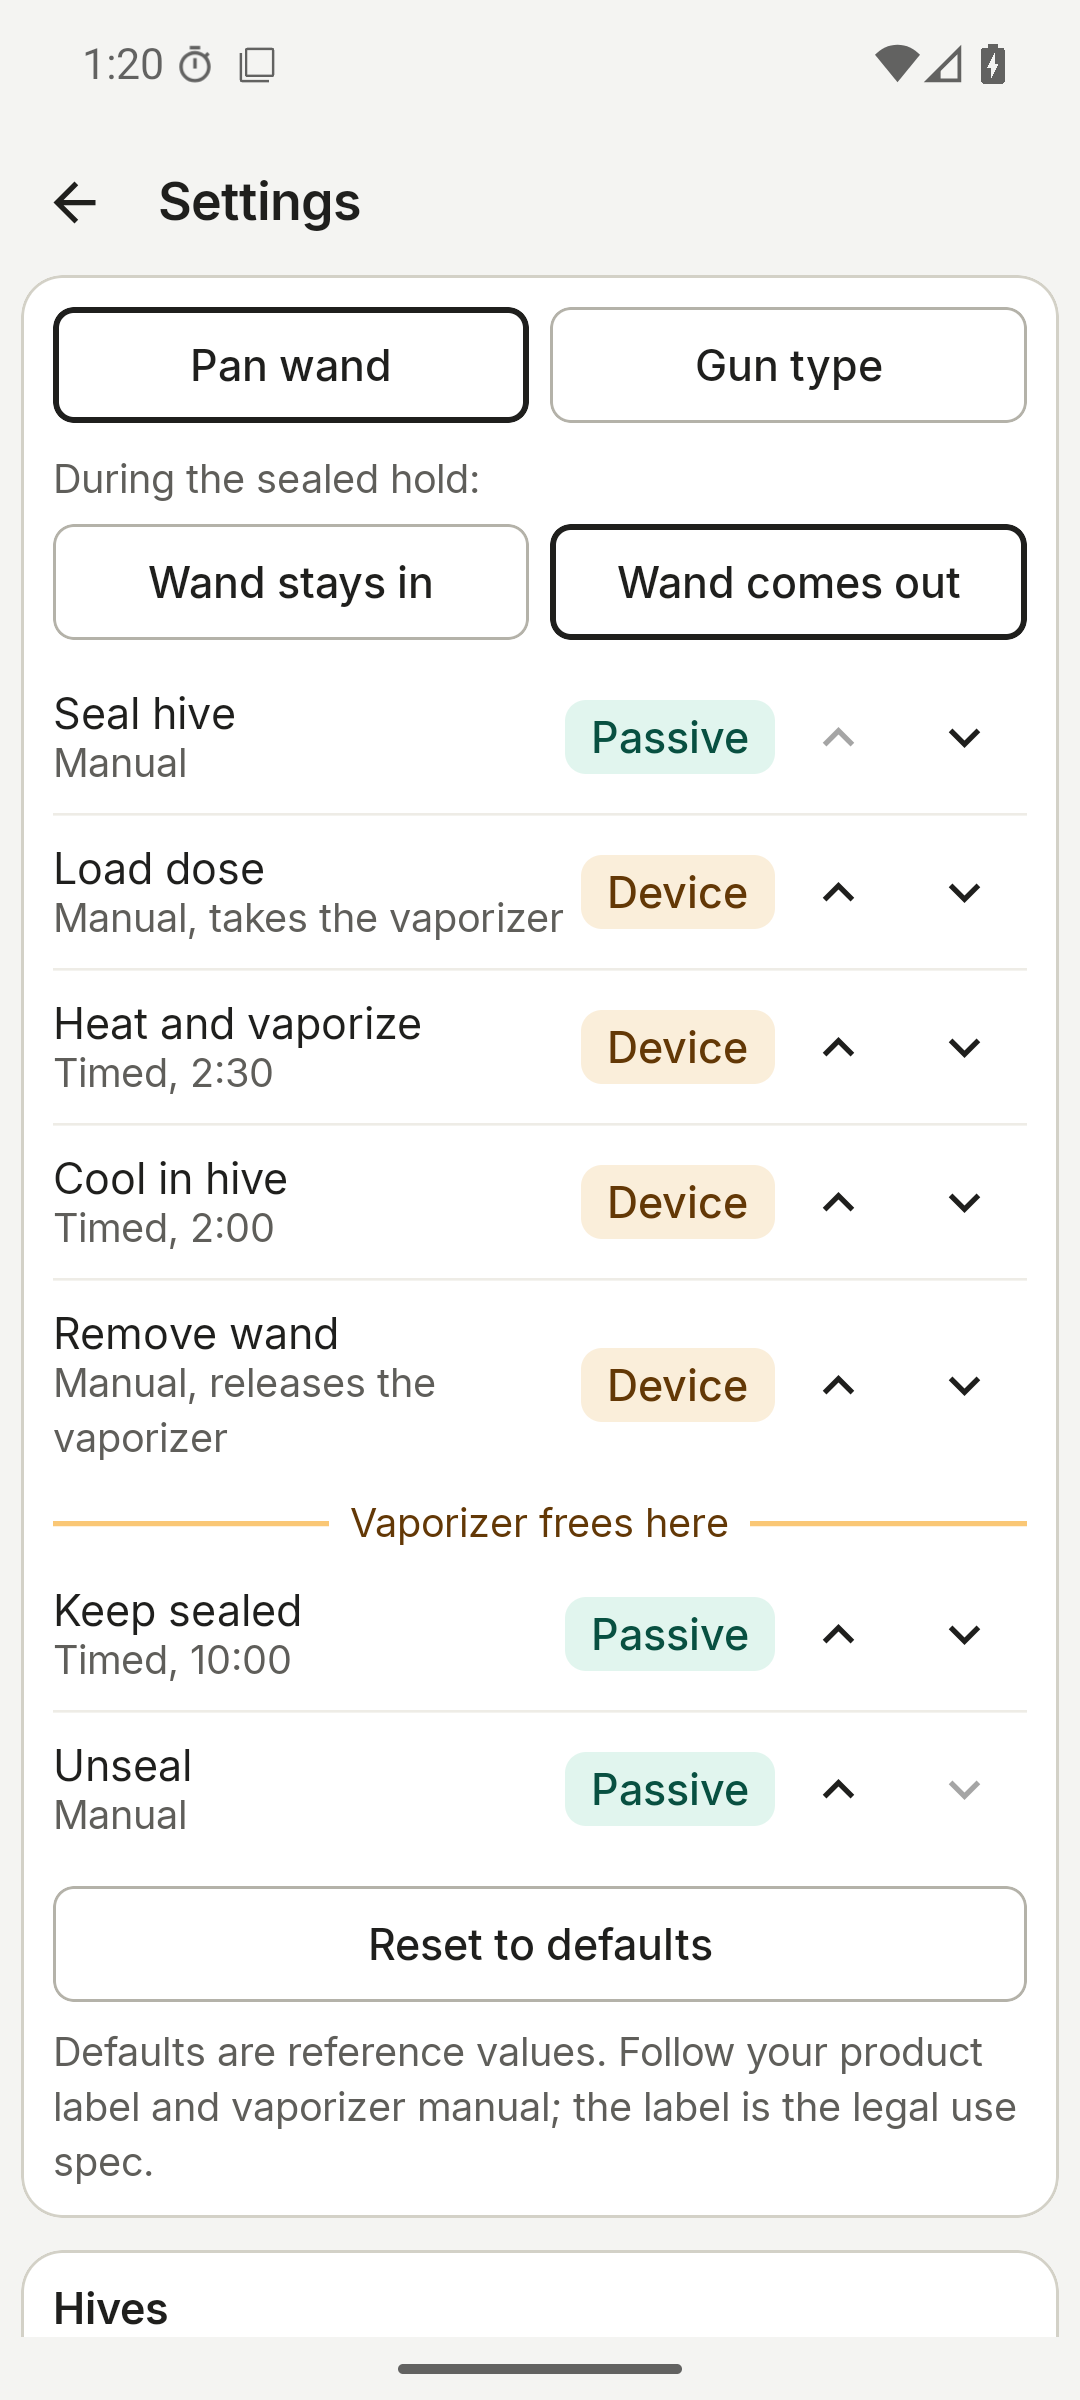 1:20
Settings
Pan wand
Gun type
During the sealed hold:
Wand stays in
Wand comes out
Seal hive
Manual
Passive
Load dose
Manual, takes the vaporizer
Device
Heat and vaporize
Timed, 2:30
Device
Cool in hive
Timed, 2:00
Device
Remove wand
Manual, releases the
vaporizer
Device
Vaporizer frees here
Keep sealed
Timed, 10:00
Passive
Unseal
Manual
Passive
Reset to defaults
Defaults are reference values. Follow your product
label and vaporizer manual; the label is the legal use
spec.
Hives